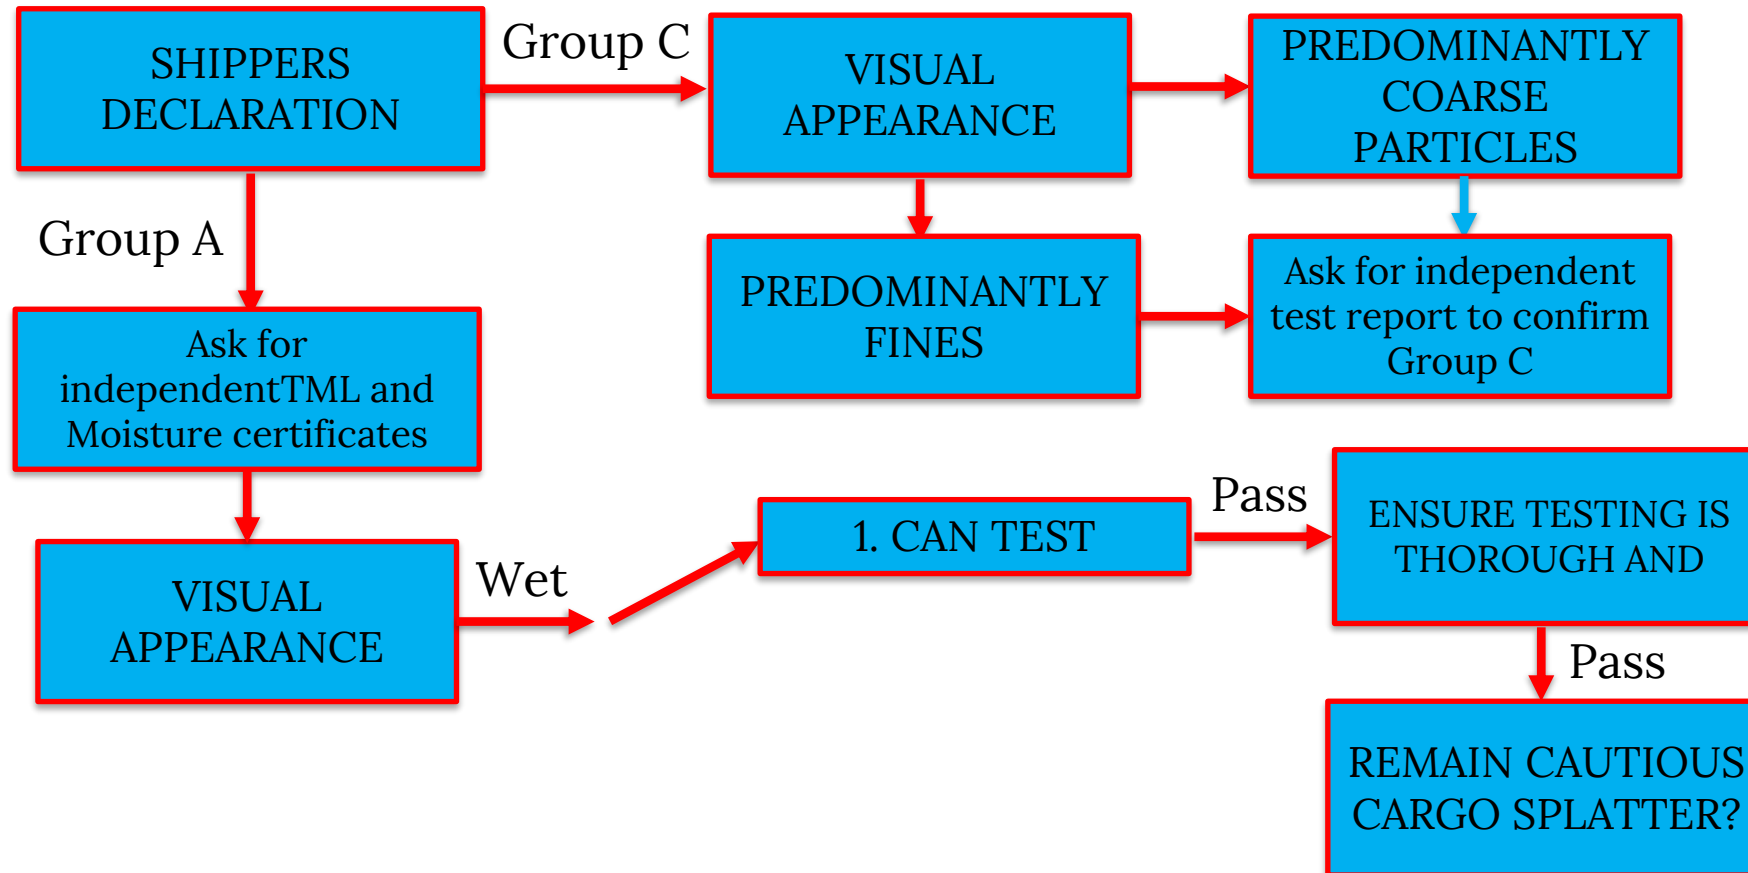 SHIPPERS
DECLARATION
Group C
VISUAL
APPEARANCE
PREDOMINANTLY
COARSE
PARTICLES
Group A
PREDOMINANTLY
FINES
Ask for independent
test report to confirm
Group C
Ask for
independentTML and
Moisture certificates
VISUAL
APPEARANCE
Wet
1. CAN TEST
Pass
ENSURE TESTING IS
THOROUGH AND
Pass
REMAIN CAUTIOUS
CARGO SPLATTER?